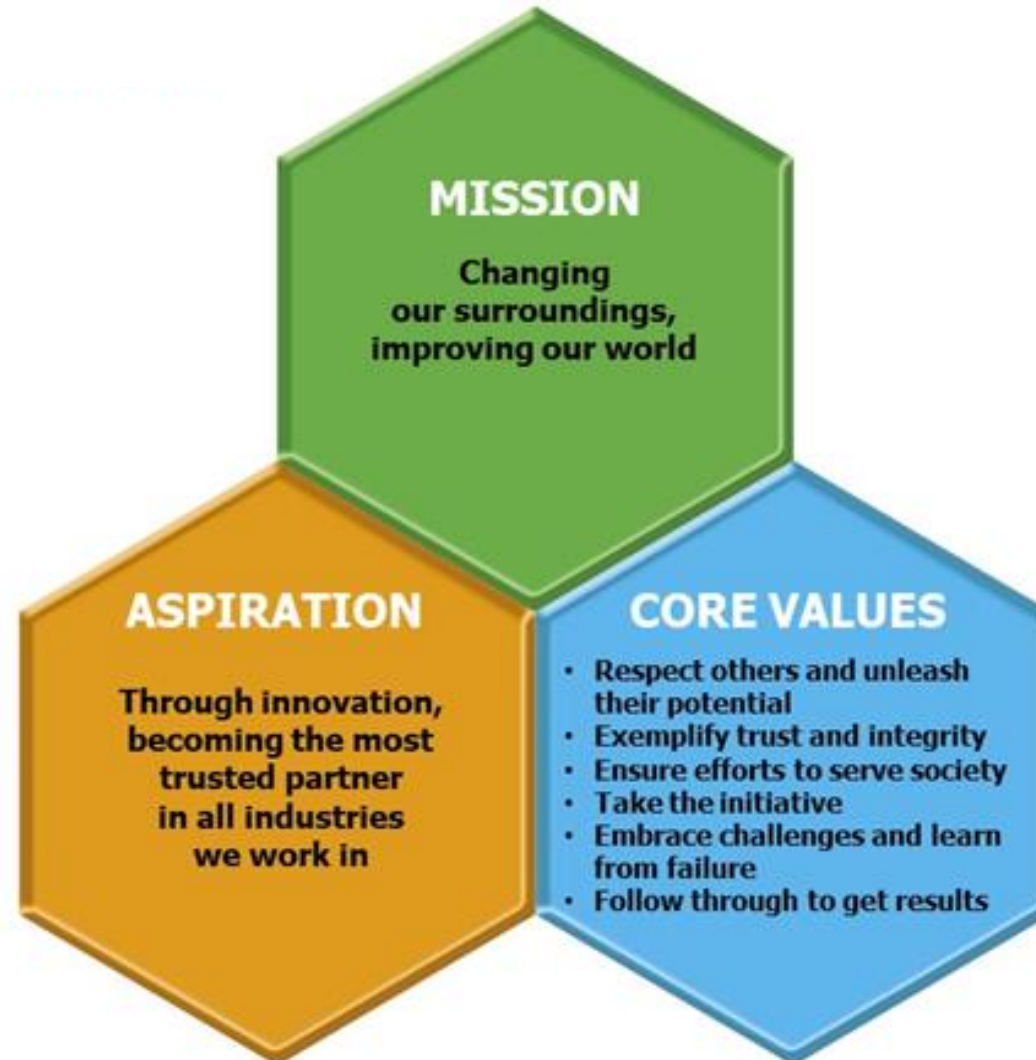 MISSION
Changing
our surroundings,
improving our world
ASPIRATION
Through innovation,
becoming the most
trusted partner
in all industries
we work in
CORE VALUES
• Respect others and unleash
their potential
• Exemplify trust and integrity
• Ensure efforts to serve society
• Take the initiative
• Embrace challenges and learn
from failure
• Follow through to get results